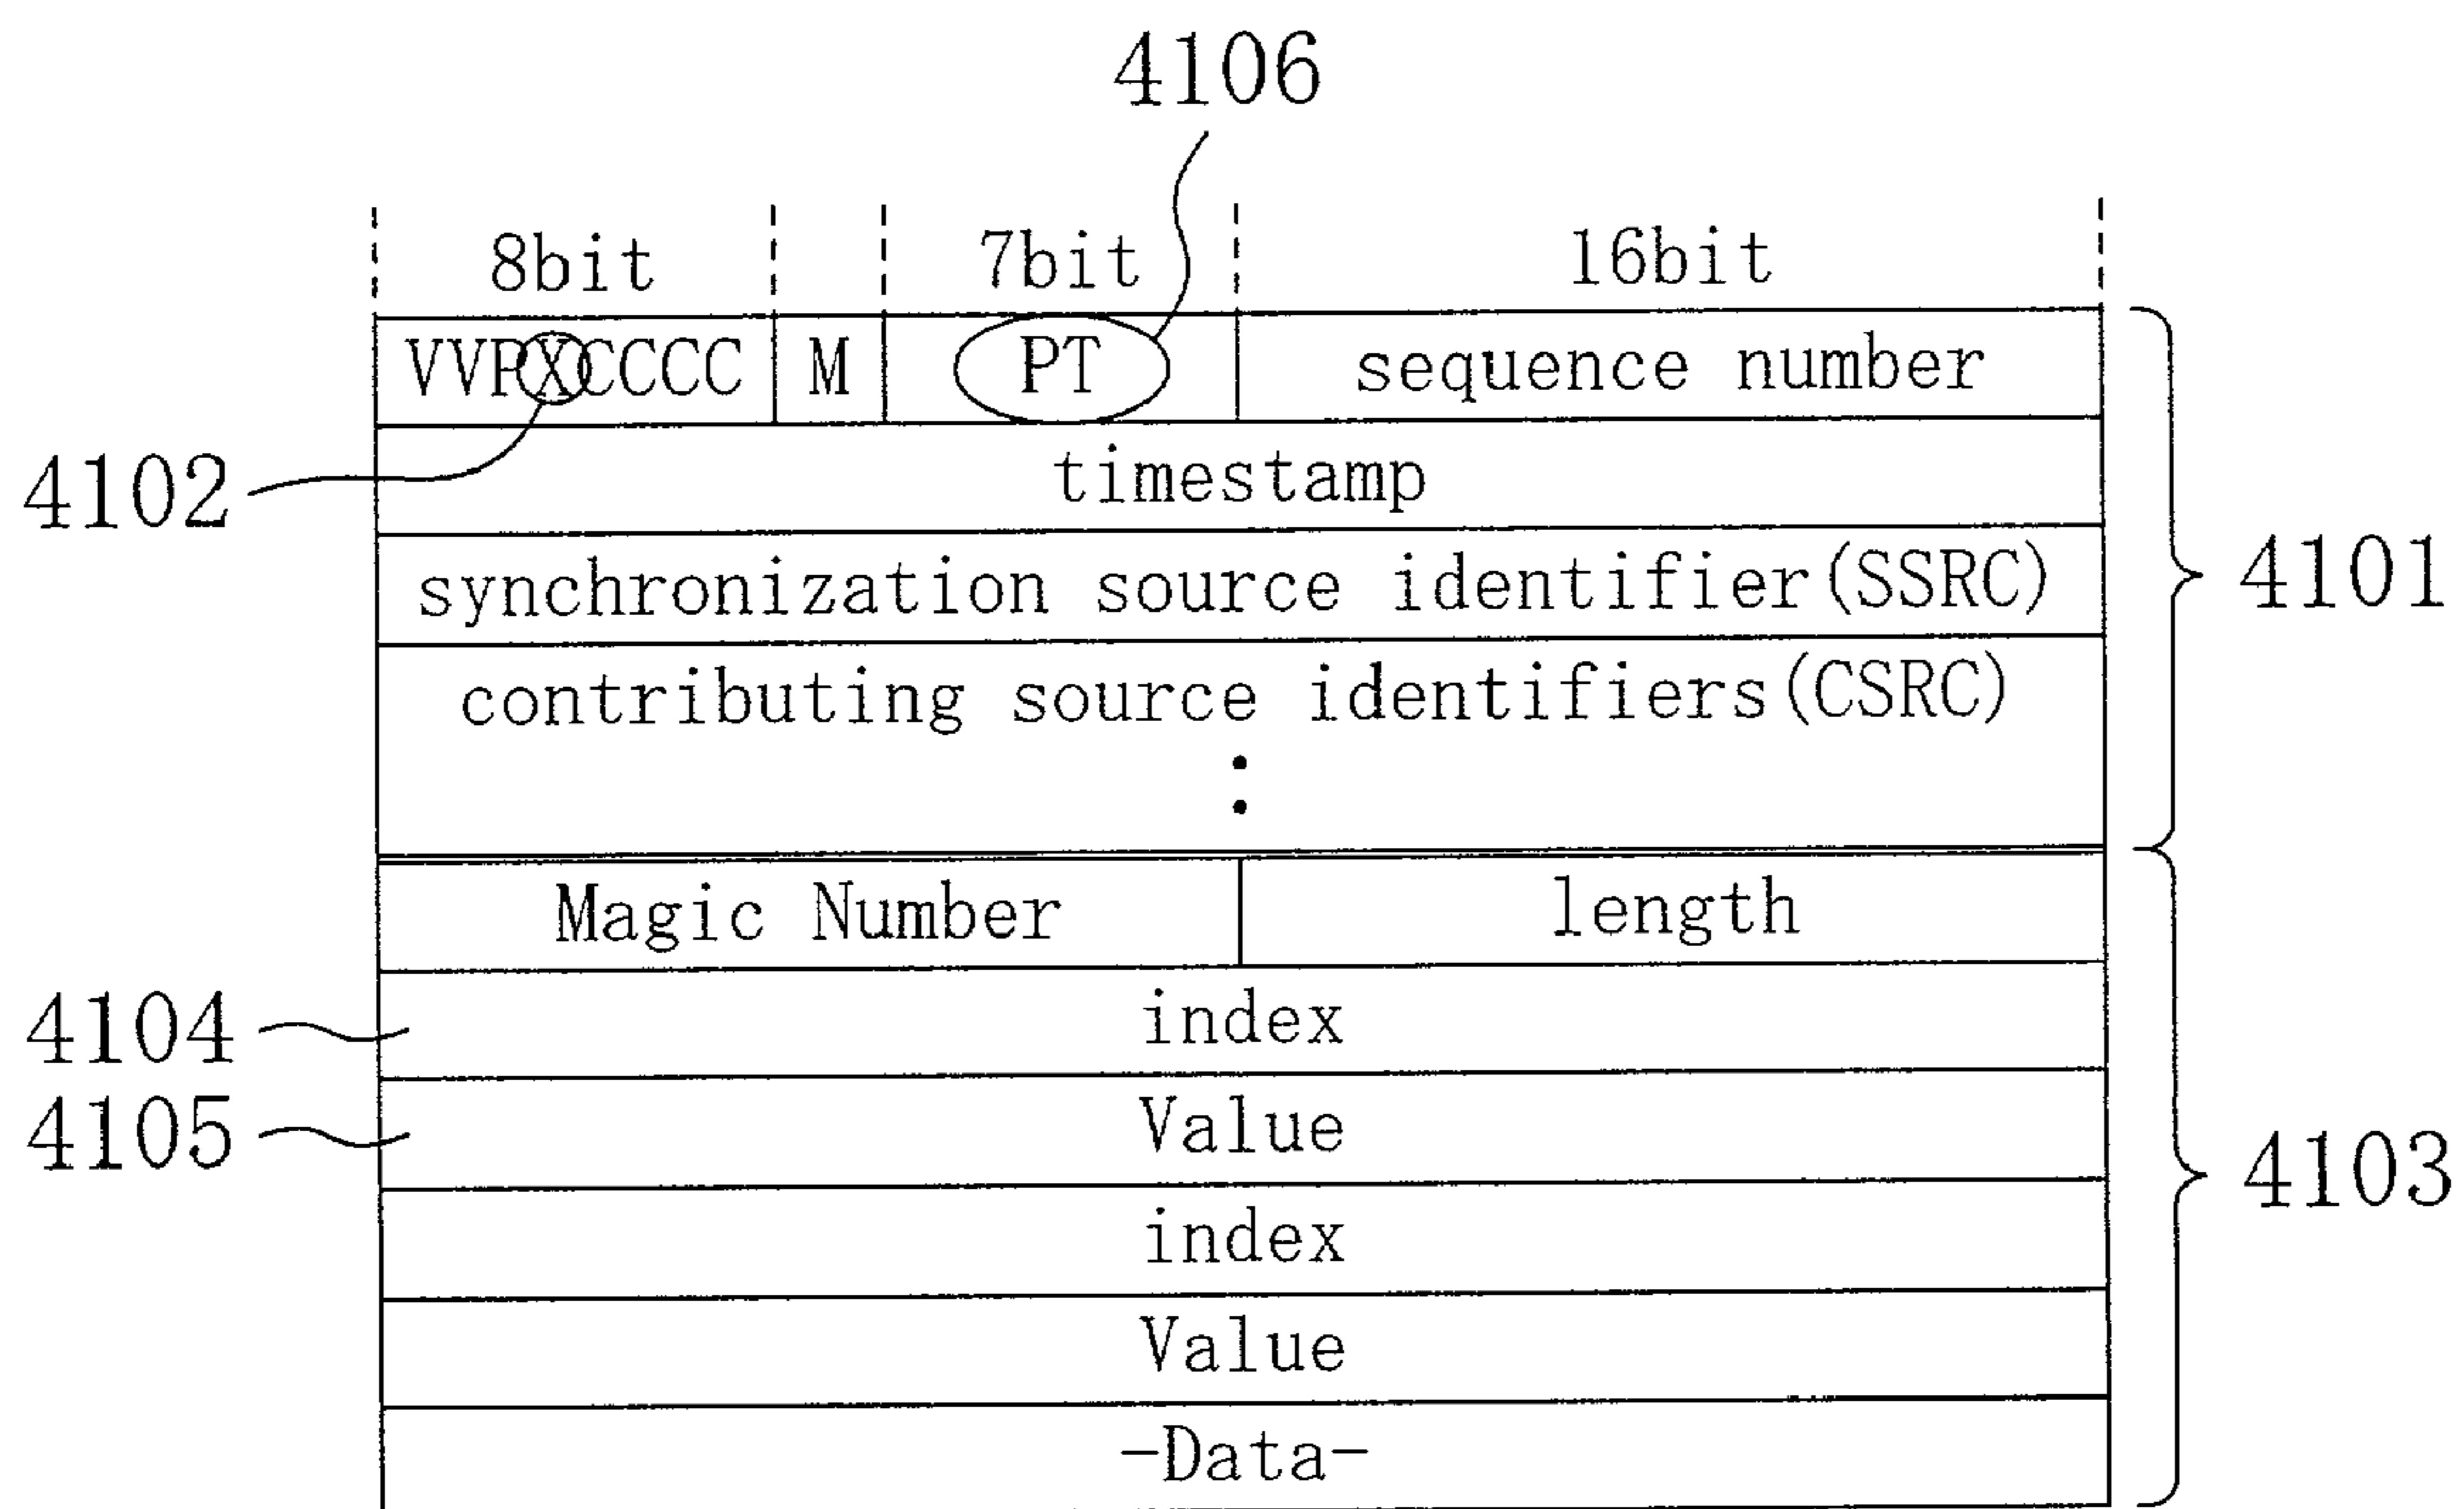 4106
8bit 7bit 16bit
VVPXCCCC M PT sequence number
4102 timestamp
synchronization source identifier(SSRC)
4101
contributing source identifiers(CSRC)
:
Magic Number length
4104 index
4105 Value
4103
index
Value
-Data-